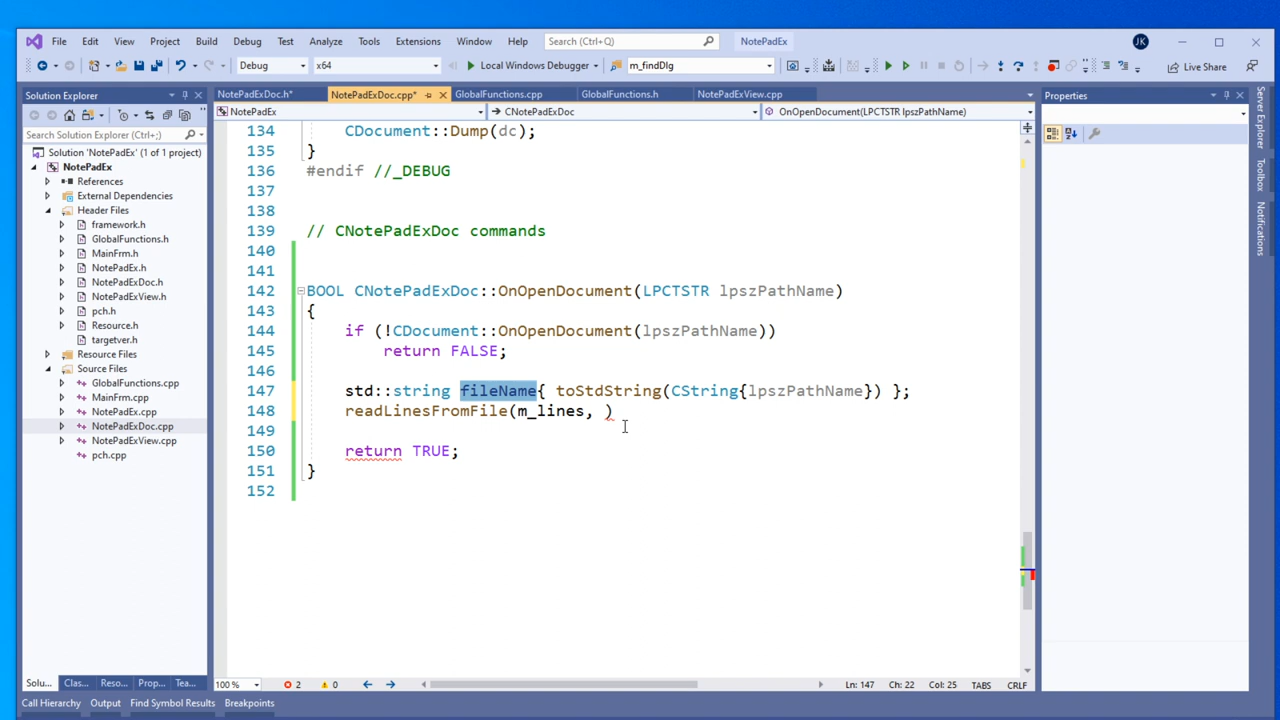 File Edit View Project Build Debug Test Analyze Tools Extensions Window Help Search (Ctrl+Q) NotePadEx JK
Debug x64 Local Windows Debugger m_findDlg Live Share
Solution Explorer
NotePadExDoc.h* NotePadExDoc.cpp* GlobalFunctions.cpp GlobalFunctions.h NotePadExView.cpp
Properties
NotePadEx CNotePadExDoc OnOpenDocument(LPCTSTR lpszPathName)
Search Solution Explorer (Ctrl+;)
Solution 'NotePadEx' (1 of 1 project)
NotePadEx
References
External Dependencies
Header Files
framework.h
GlobalFunctions.h
MainFrm.h
NotePadEx.h
NotePadExDoc.h
NotePadExView.h
pch.h
Resource.h
targetver.h
Resource Files
Source Files
GlobalFunctions.cpp
MainFrm.cpp
NotePadEx.cpp
NotePadExDoc.cpp
NotePadExView.cpp
pch.cpp
134 CDocument::Dump(dc);
135 }
136 #endif //_DEBUG
137
138
139 // CNotePadExDoc commands
140
141
142 BOOL CNotePadExDoc::OnOpenDocument(LPCTSTR lpszPathName)
143 {
144 if (!CDocument::OnOpenDocument(lpszPathName))
145 return FALSE;
146
147 std::string fileName{ toStdString(CString{lpszPathName}) };
148 readLinesFromFile(m_lines, )
149
150 return TRUE;
151 }
152
Server Explorer
Toolbox
Notifications
Solu... Clas... Reso... Prop... Tea...
100 % 2 0 Ln: 147 Ch: 22 Col: 25 TABS CRLF
Call Hierarchy Output Find Symbol Results Breakpoints